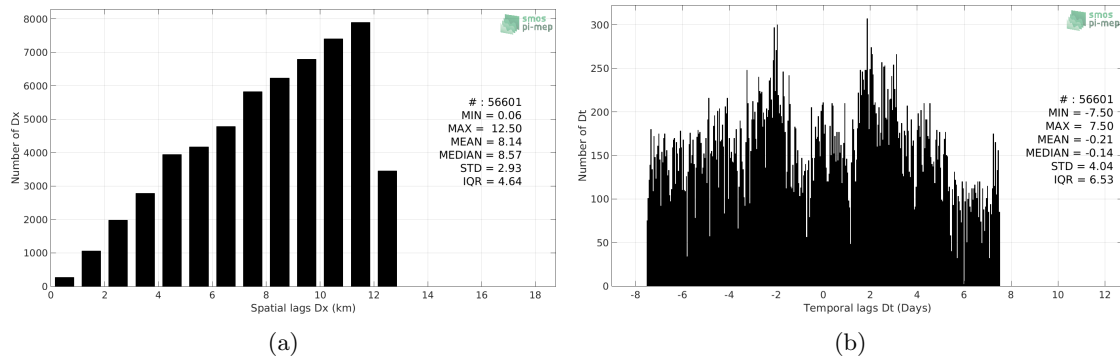 smos
pi-mep
8000
7000
6000
5000
4000
3000
2000
1000
0
Number of Dx
# : 56601
MIN = 0.06
MAX = 12.50
MEAN = 8.14
MEDIAN = 8.57
STD = 2.93
IQR = 4.64
0 2 4 6 8 10 12 14 16 18
Spatial lags Dx (km)
(a)
smos
pi-mep
300
250
200
150
100
50
0
Number of Dt
# : 56601
MIN = -7.50
MAX = 7.50
MEAN = -0.21
MEDIAN = -0.14
STD = 4.04
IQR = 6.53
-8 -6 -4 -2 0 2 4 6 8 10 12
Temporal lags Dt (Days)
(b)